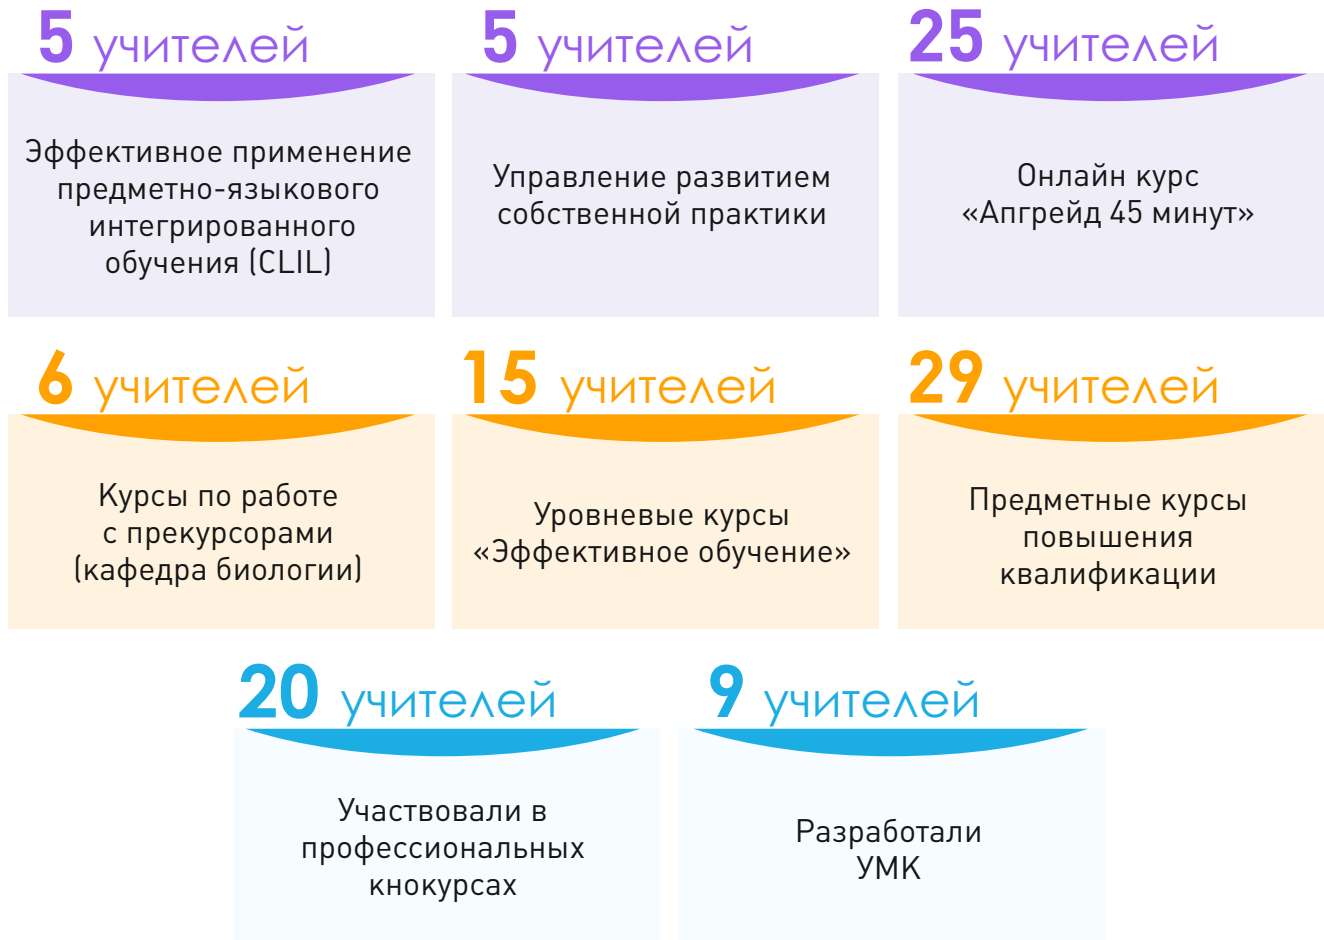 5 учителей
Эффективное применение
предметно-языкового
интегрированного
обучения (CLIL)
5 учителей
Управление развитием
собственной практики
25 учителей
Онлайн курс
«Апгрейд 45 минут»
6 учителей
Курсы по работе
с прекурсорами
(кафедра биологии)
15 учителей
Уровневые курсы
«Эффективное обучение»
29 учителей
Предметные курсы
повышения
квалификации
20 учителей
Участвовали в
профессиональных
кнокурсах
9 учителей
Разработали
УМК